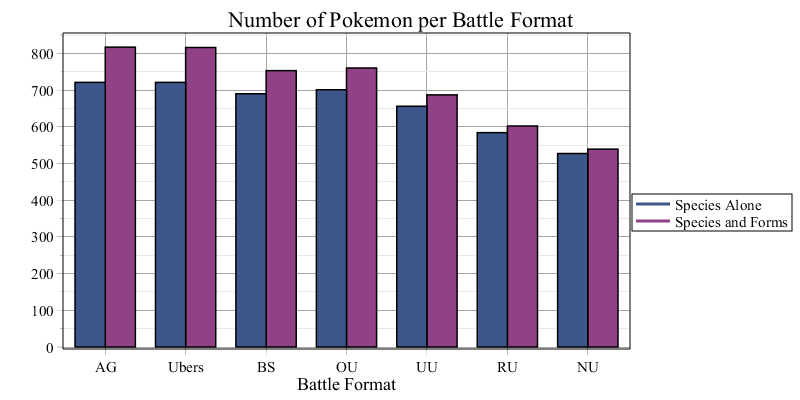 Number of Pokemon per Battle Format
800
700
600
500
400
300
200
100
0
AG Ubers BS OU UU RU NU
Battle Format
Species Alone
Species and Forms